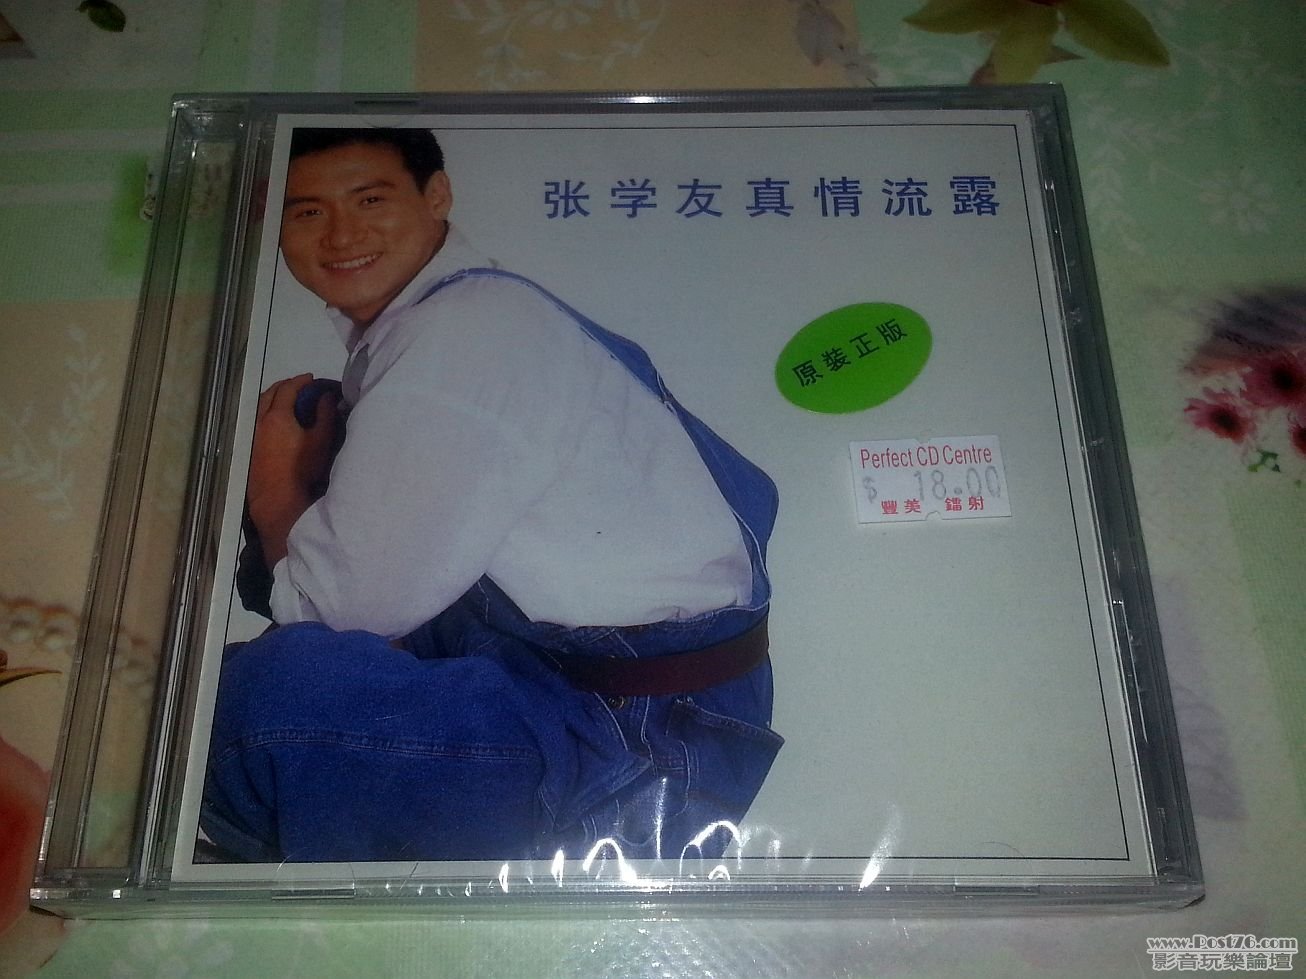 张学友真情流露
原裝正版
Perfect CD Centre
$ 18.00
豐美 鐳射
www.Post76.com
影音玩樂論壇